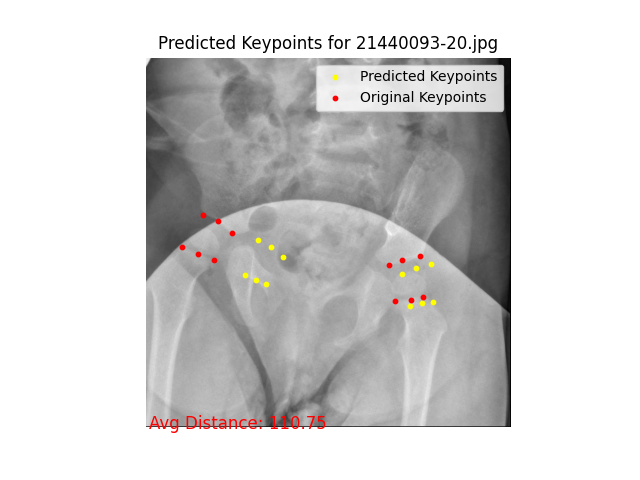 Predicted Keypoints for 21440093-20.jpg
Predicted Keypoints
Original Keypoints
Avg Distance: 110.75